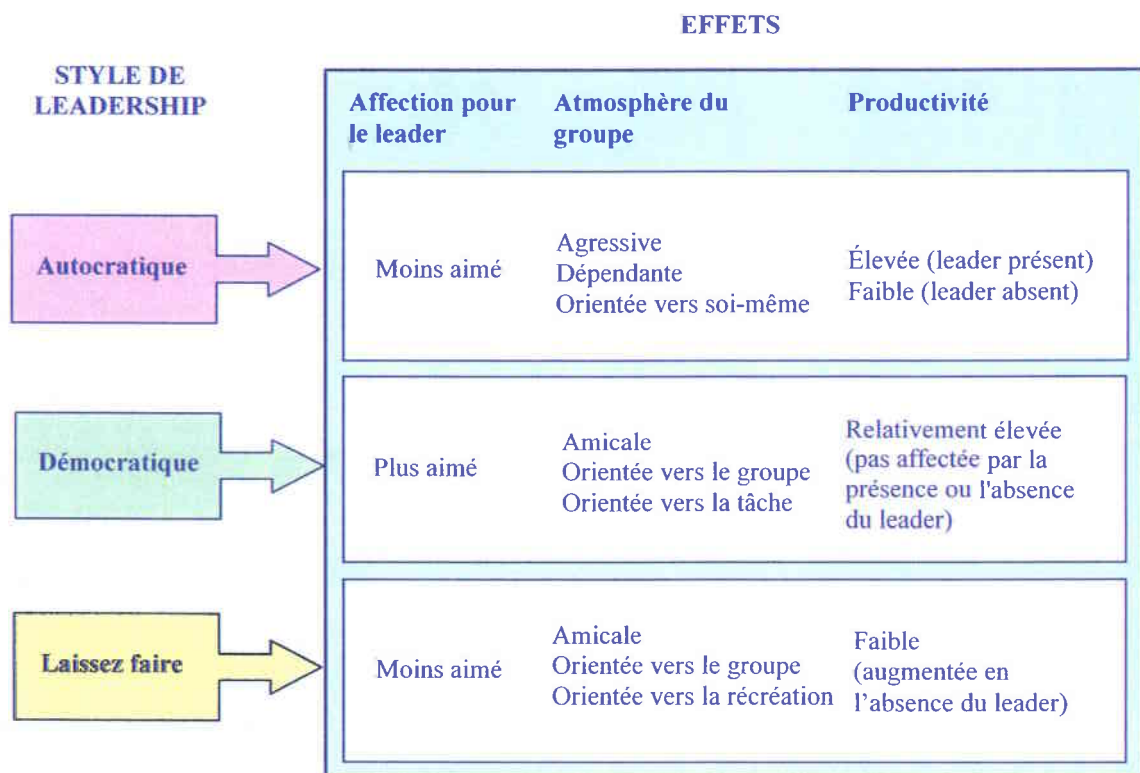 EFFETS
STYLE DE
LEADERSHIP
Affection pour
le leader
Atmosphère du
groupe
Productivité
Autocratique
Moins aimé
Agressive
Dépendante
Orientée vers soi-même
Élevée (leader présent)
Faible (leader absent)
Démocratique
Plus aimé
Amicale
Orientée vers le groupe
Orientée vers la tâche
Relativement élevée
(pas affectée par la
présence ou l'absence
du leader)
Laissez faire
Moins aimé
Amicale
Orientée vers le groupe
Orientée vers la récréation
Faible
(augmentée en
l'absence du leader)